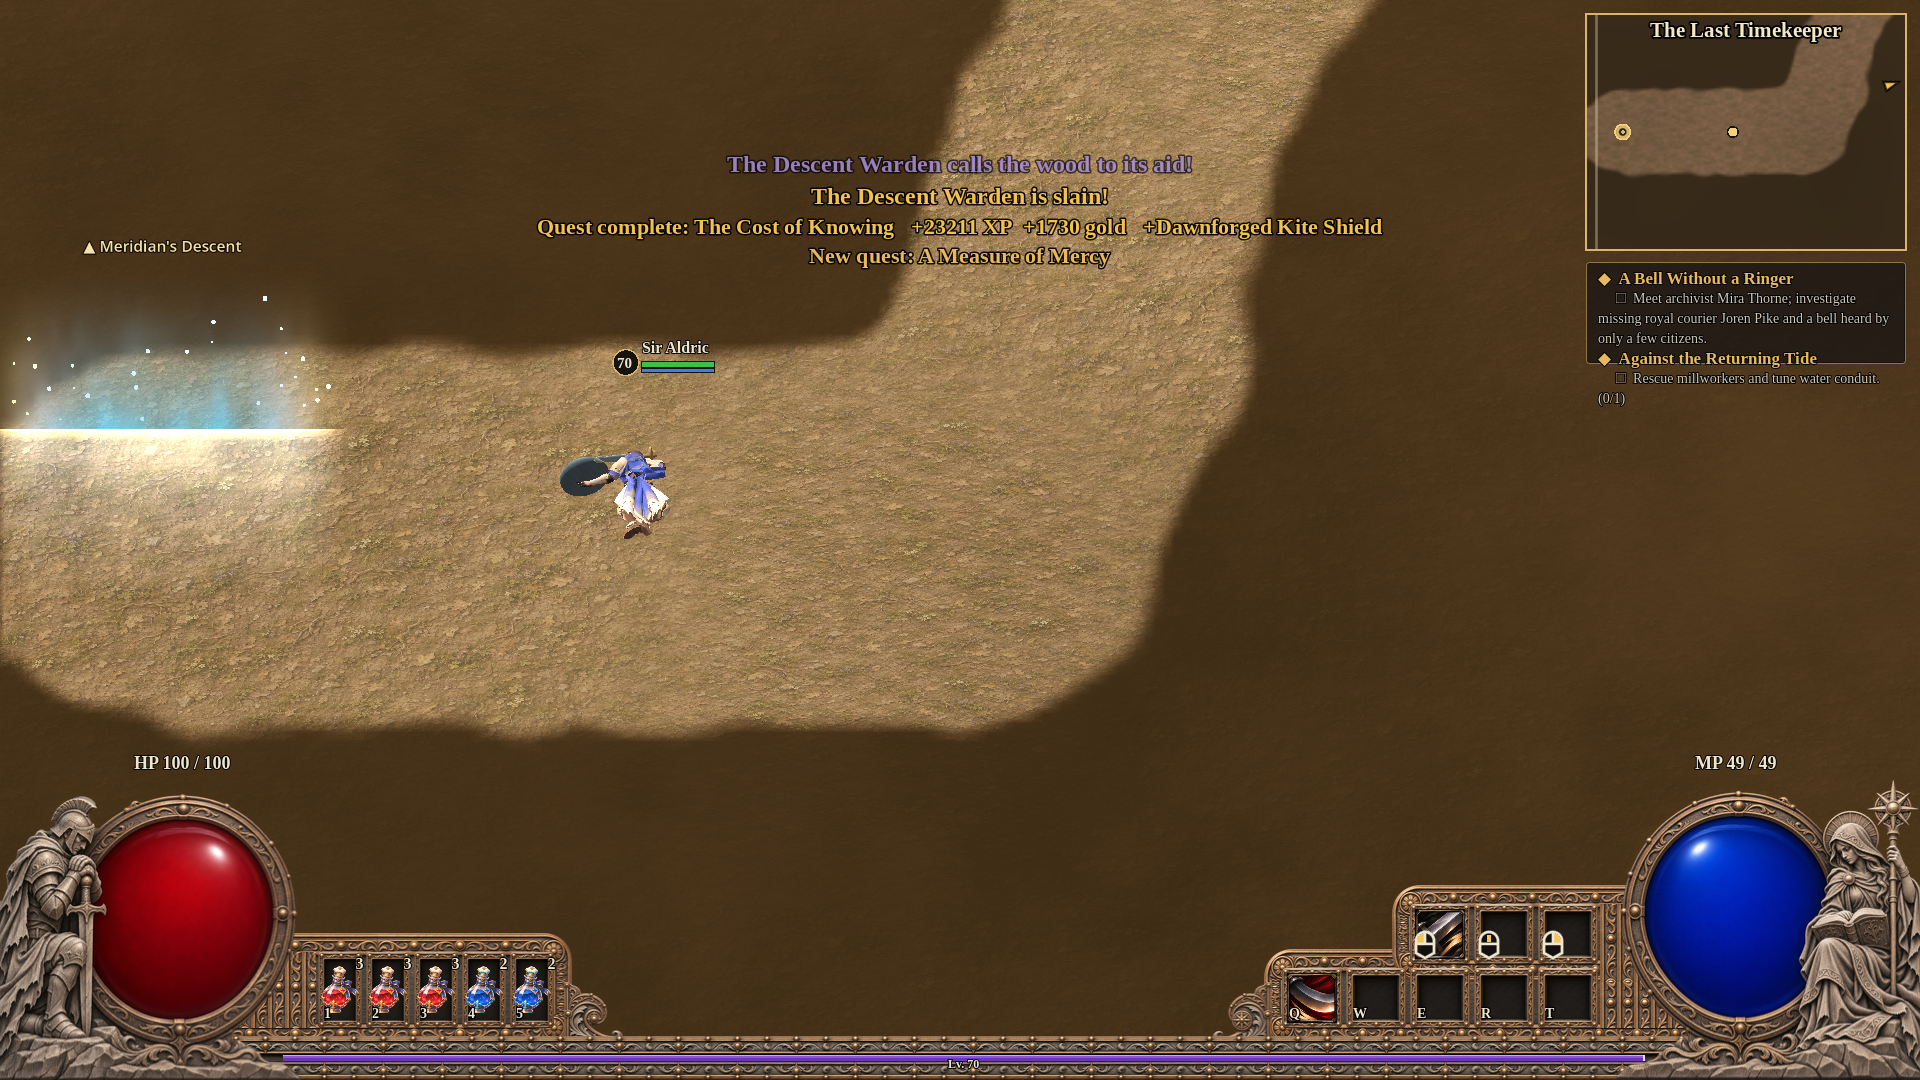 The Last Timekeeper
The Descent Warden calls the wood to its aid!
The Descent Warden is slain!
Quest complete: The Cost of Knowing +23211 XP +1730 gold +Dawnforged Kite Shield
New quest: A Measure of Mercy
▲ Meridian's Descent
◆ A Bell Without a Ringer
☐ Meet archivist Mira Thorne; investigate
missing royal courier Joren Pike and a bell heard by
only a few citizens.
◆ Against the Returning Tide
☐ Rescue millworkers and tune water conduit.
(0/1)
Sir Aldric
70
HP 100 / 100
MP 49 / 49
3 3 3 2 2
1 2 3 4 5
Q W E R T
Lv. 70